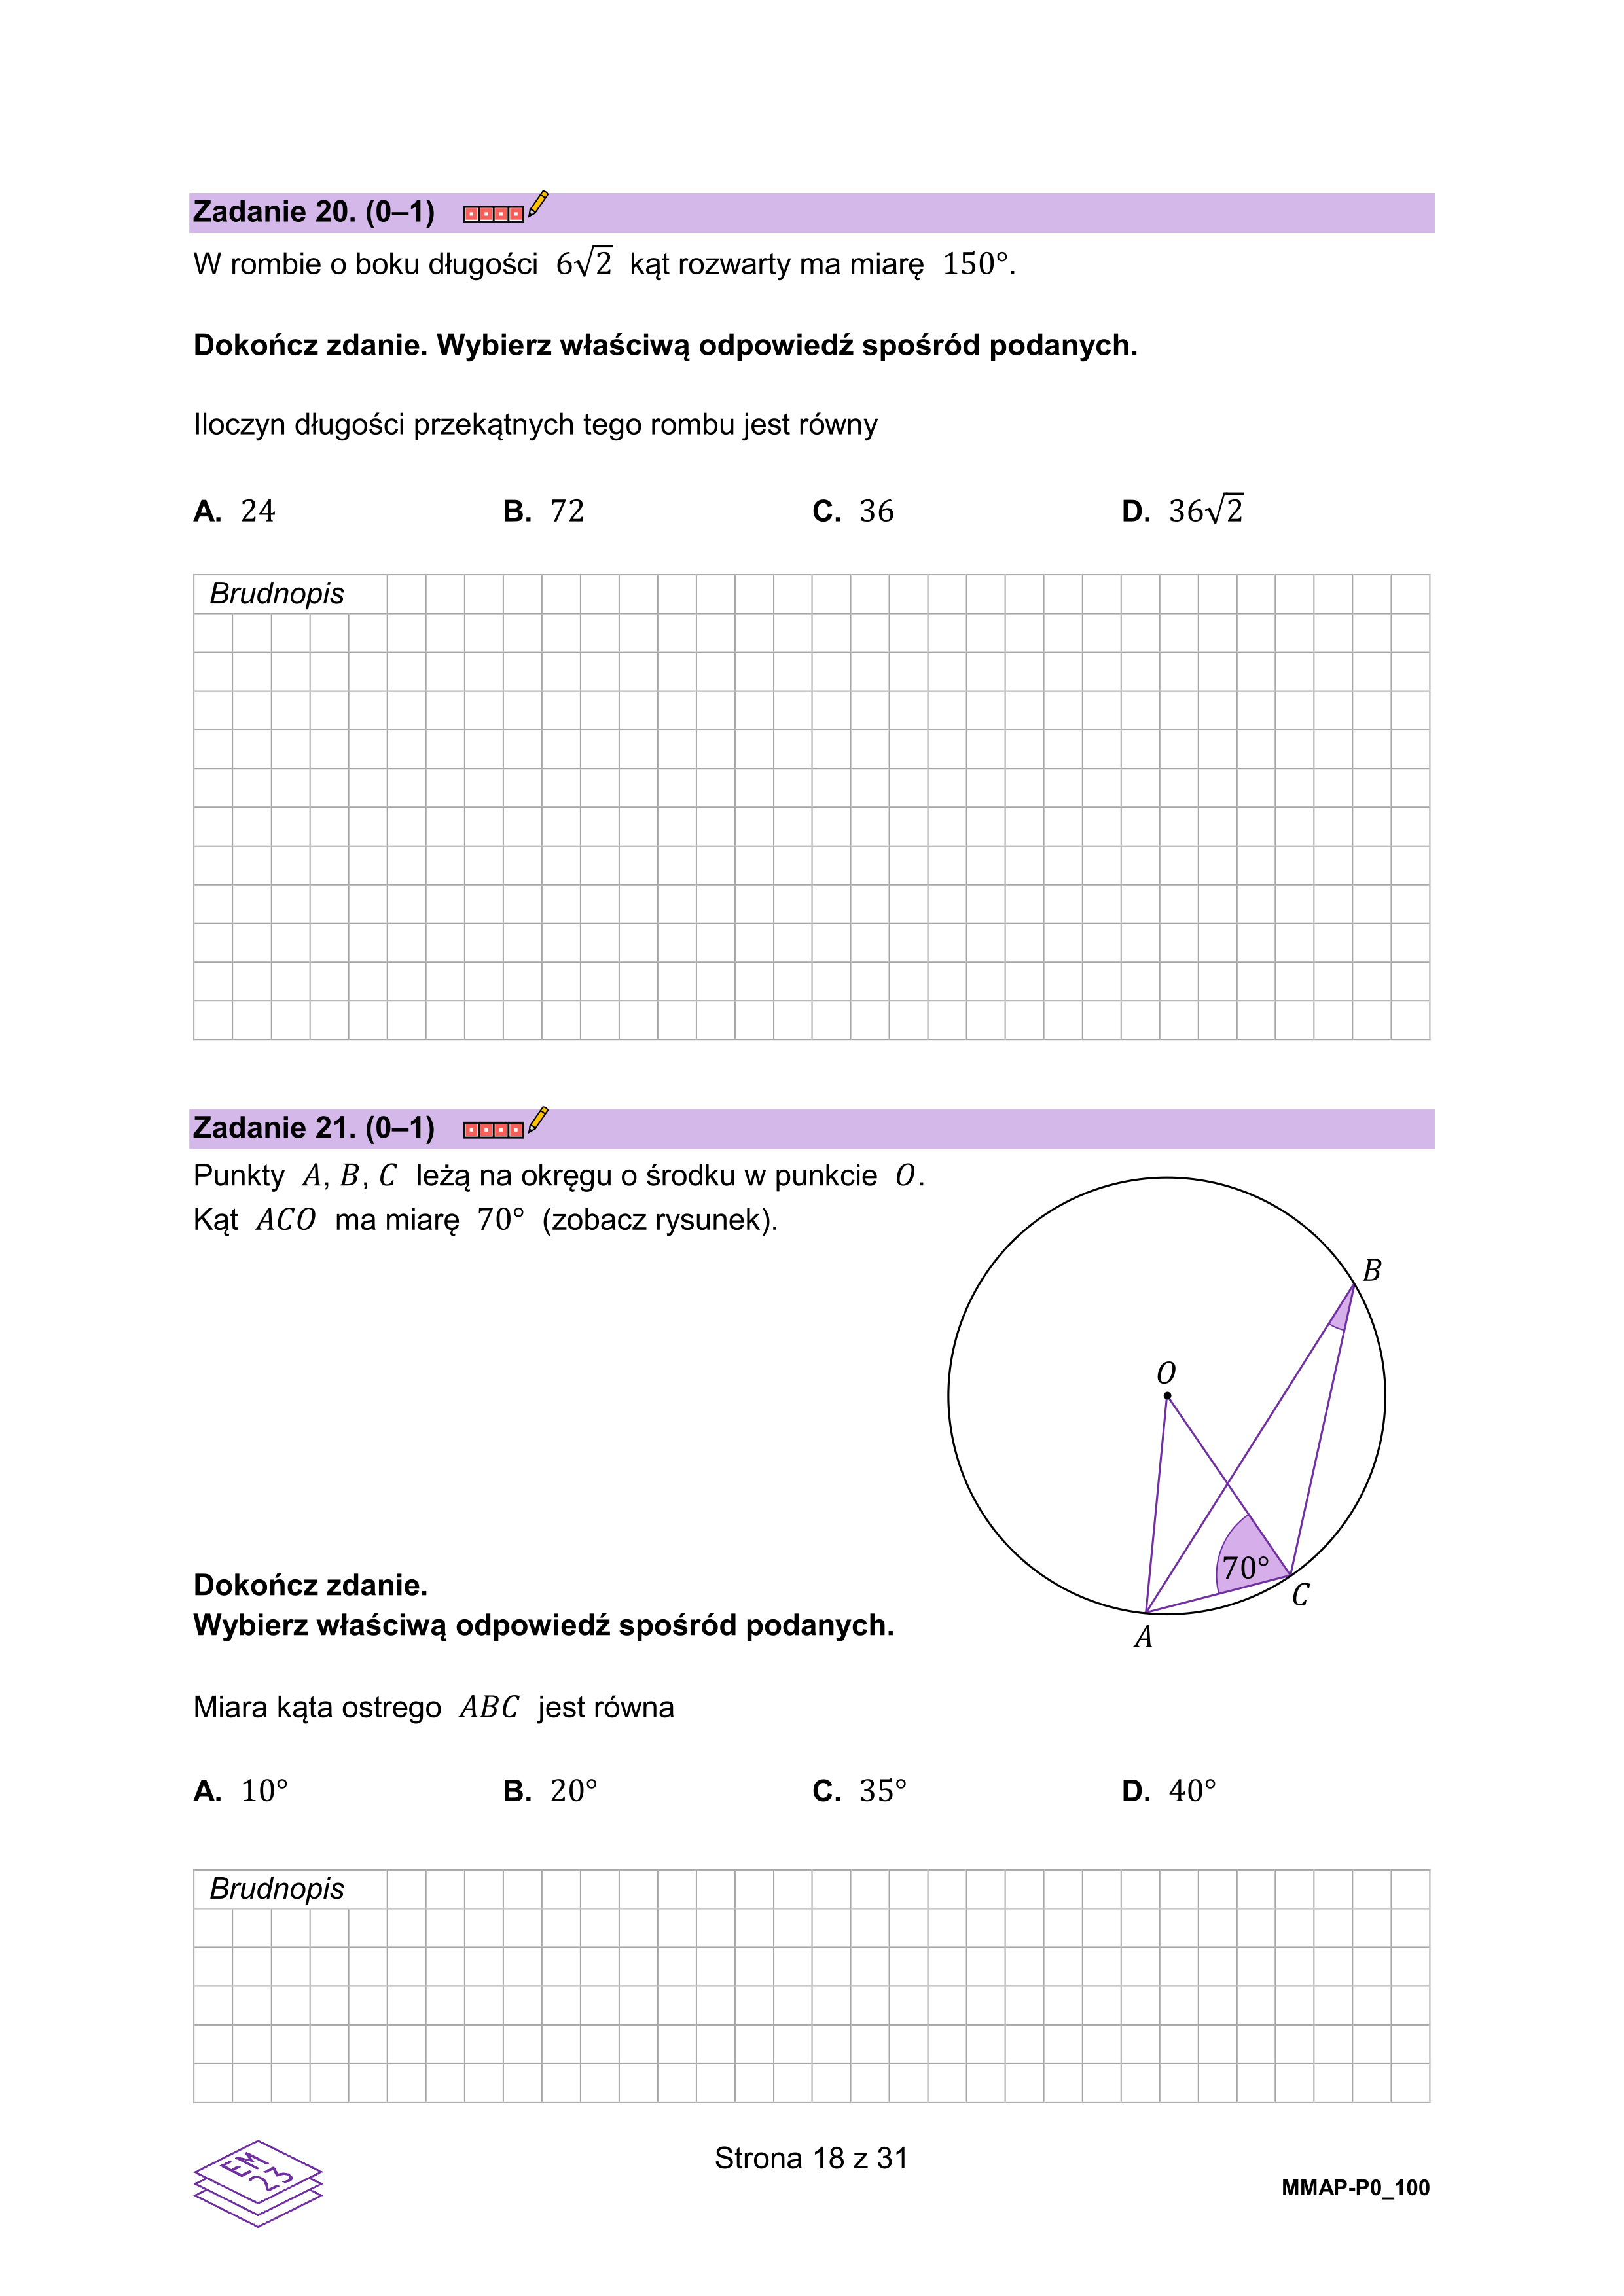 Zadanie 20. (0–1)
W rombie o boku długości 6√2 kąt rozwarty ma miarę 150°.
Dokończ zdanie. Wybierz właściwą odpowiedź spośród podanych.
Iloczyn długości przekątnych tego rombu jest równy
A. 24 B. 72 C. 36 D. 36√2
Brudnopis
Zadanie 21. (0–1)
Punkty A, B, C leżą na okręgu o środku w punkcie O.
Kąt ACO ma miarę 70° (zobacz rysunek).
B
O
70°
C
A
Dokończ zdanie.
Wybierz właściwą odpowiedź spośród podanych.
Miara kąta ostrego ABC jest równa
A. 10° B. 20° C. 35° D. 40°
Brudnopis
EM
23
Strona 18 z 31
MMAP-P0_100